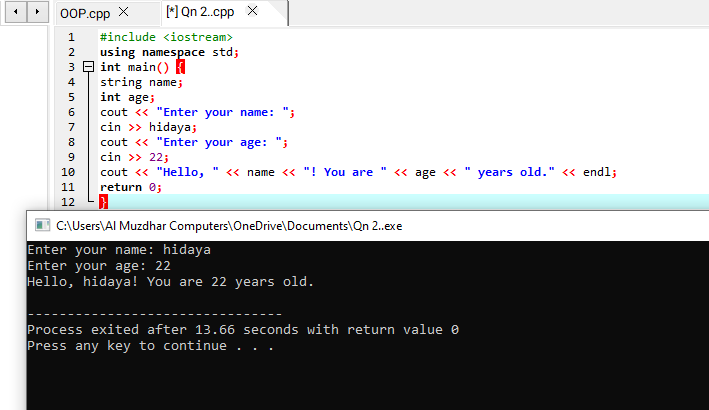 OOP.cpp [*] Qn 2..cpp
1 #include <iostream>
2 using namespace std;
3 int main() {
4 string name;
5 int age;
6 cout << "Enter your name: ";
7 cin >> hidaya;
8 cout << "Enter your age: ";
9 cin >> 22;
10 cout << "Hello, " << name << "! You are " << age << " years old." << endl;
11 return 0;
12 }
C:\Users\Al Muzdhar Computers\OneDrive\Documents\Qn 2..exe
Enter your name: hidaya
Enter your age: 22
Hello, hidaya! You are 22 years old.
--------------------------------
Process exited after 13.66 seconds with return value 0
Press any key to continue . . .